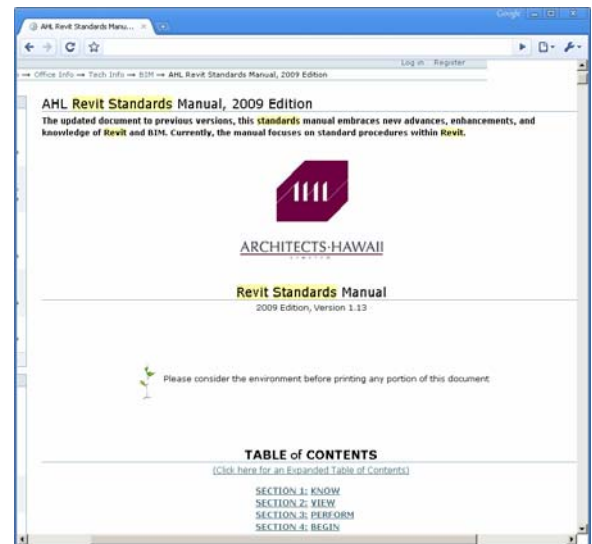 Google
AHL Revit Standards Manu...
Log in Register
→ Office Info → Tech Info → BIM → AHL Revit Standards Manual, 2009 Edition
AHL Revit Standards Manual, 2009 Edition
The updated document to previous versions, this standards manual embraces new advances, enhancements, and
knowledge of Revit and BIM. Currently, the manual focuses on standard procedures within Revit.
ARCHITECTS·HAWAII
Revit Standards Manual
2009 Edition, Version 1.13
Please consider the environment before printing any portion of this document
TABLE of CONTENTS
(Click here for an Expanded Table of Contents)
SECTION 1: KNOW
SECTION 2: VIEW
SECTION 3: PERFORM
SECTION 4: BEGIN